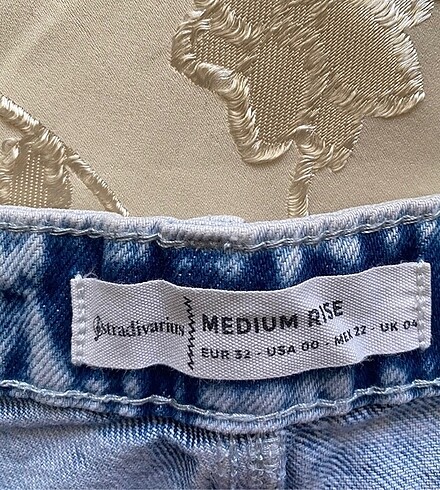 stradivarius
MEDIUM RISE
EUR 32 - USA 00 - MEX 22 - UK 04